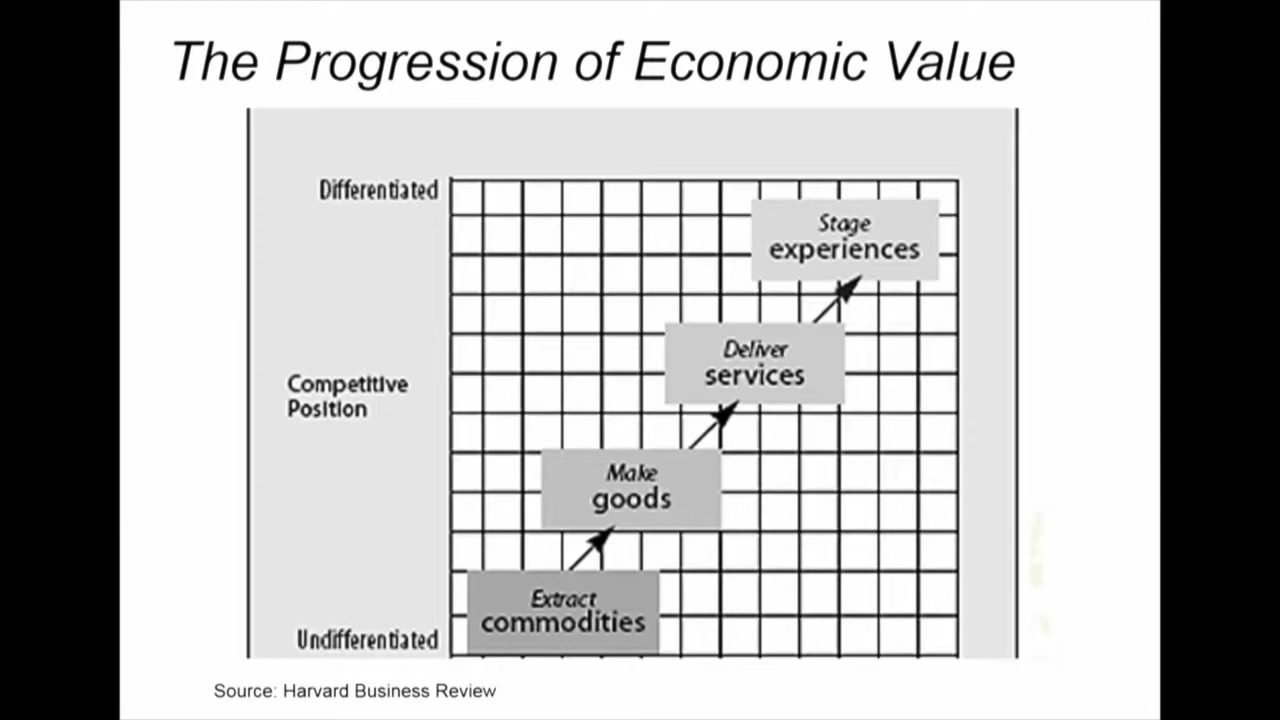 The Progression of Economic Value
Differentiated
Stage
experiences
Deliver
services
Competitive
Position
Make
goods
Extract
commodities
Undifferentiated
Source: Harvard Business Review